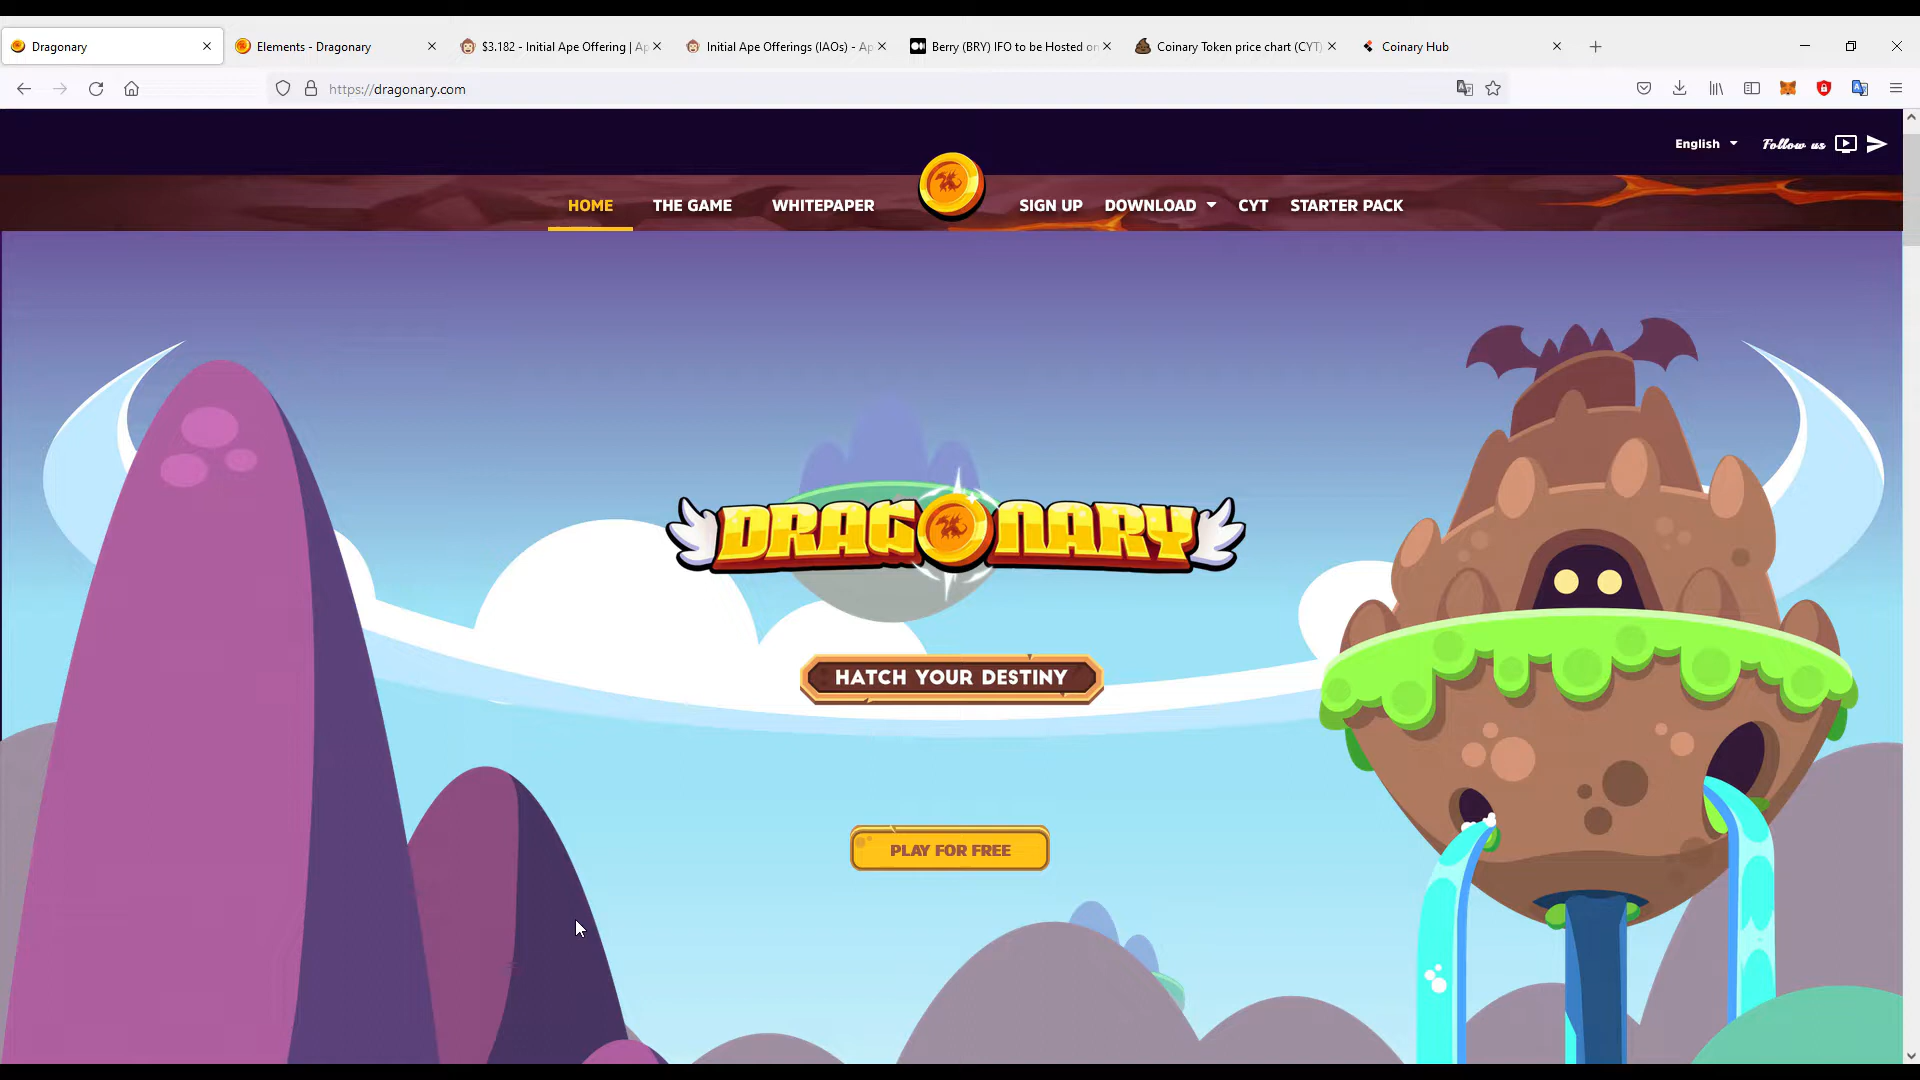 Dragonary
Elements - Dragonary
$3.182 - Initial Ape Offering | Ap
Initial Ape Offerings (IAOs) - Ap
Berry (BRY) IFO to be Hosted on
Coinary Token price chart (CYT)
Coinary Hub
https://dragonary.com
English
Follow us
HOME
THE GAME
WHITEPAPER
SIGN UP
DOWNLOAD
CYT
STARTER PACK
DRAGONARY
HATCH YOUR DESTINY
PLAY FOR FREE